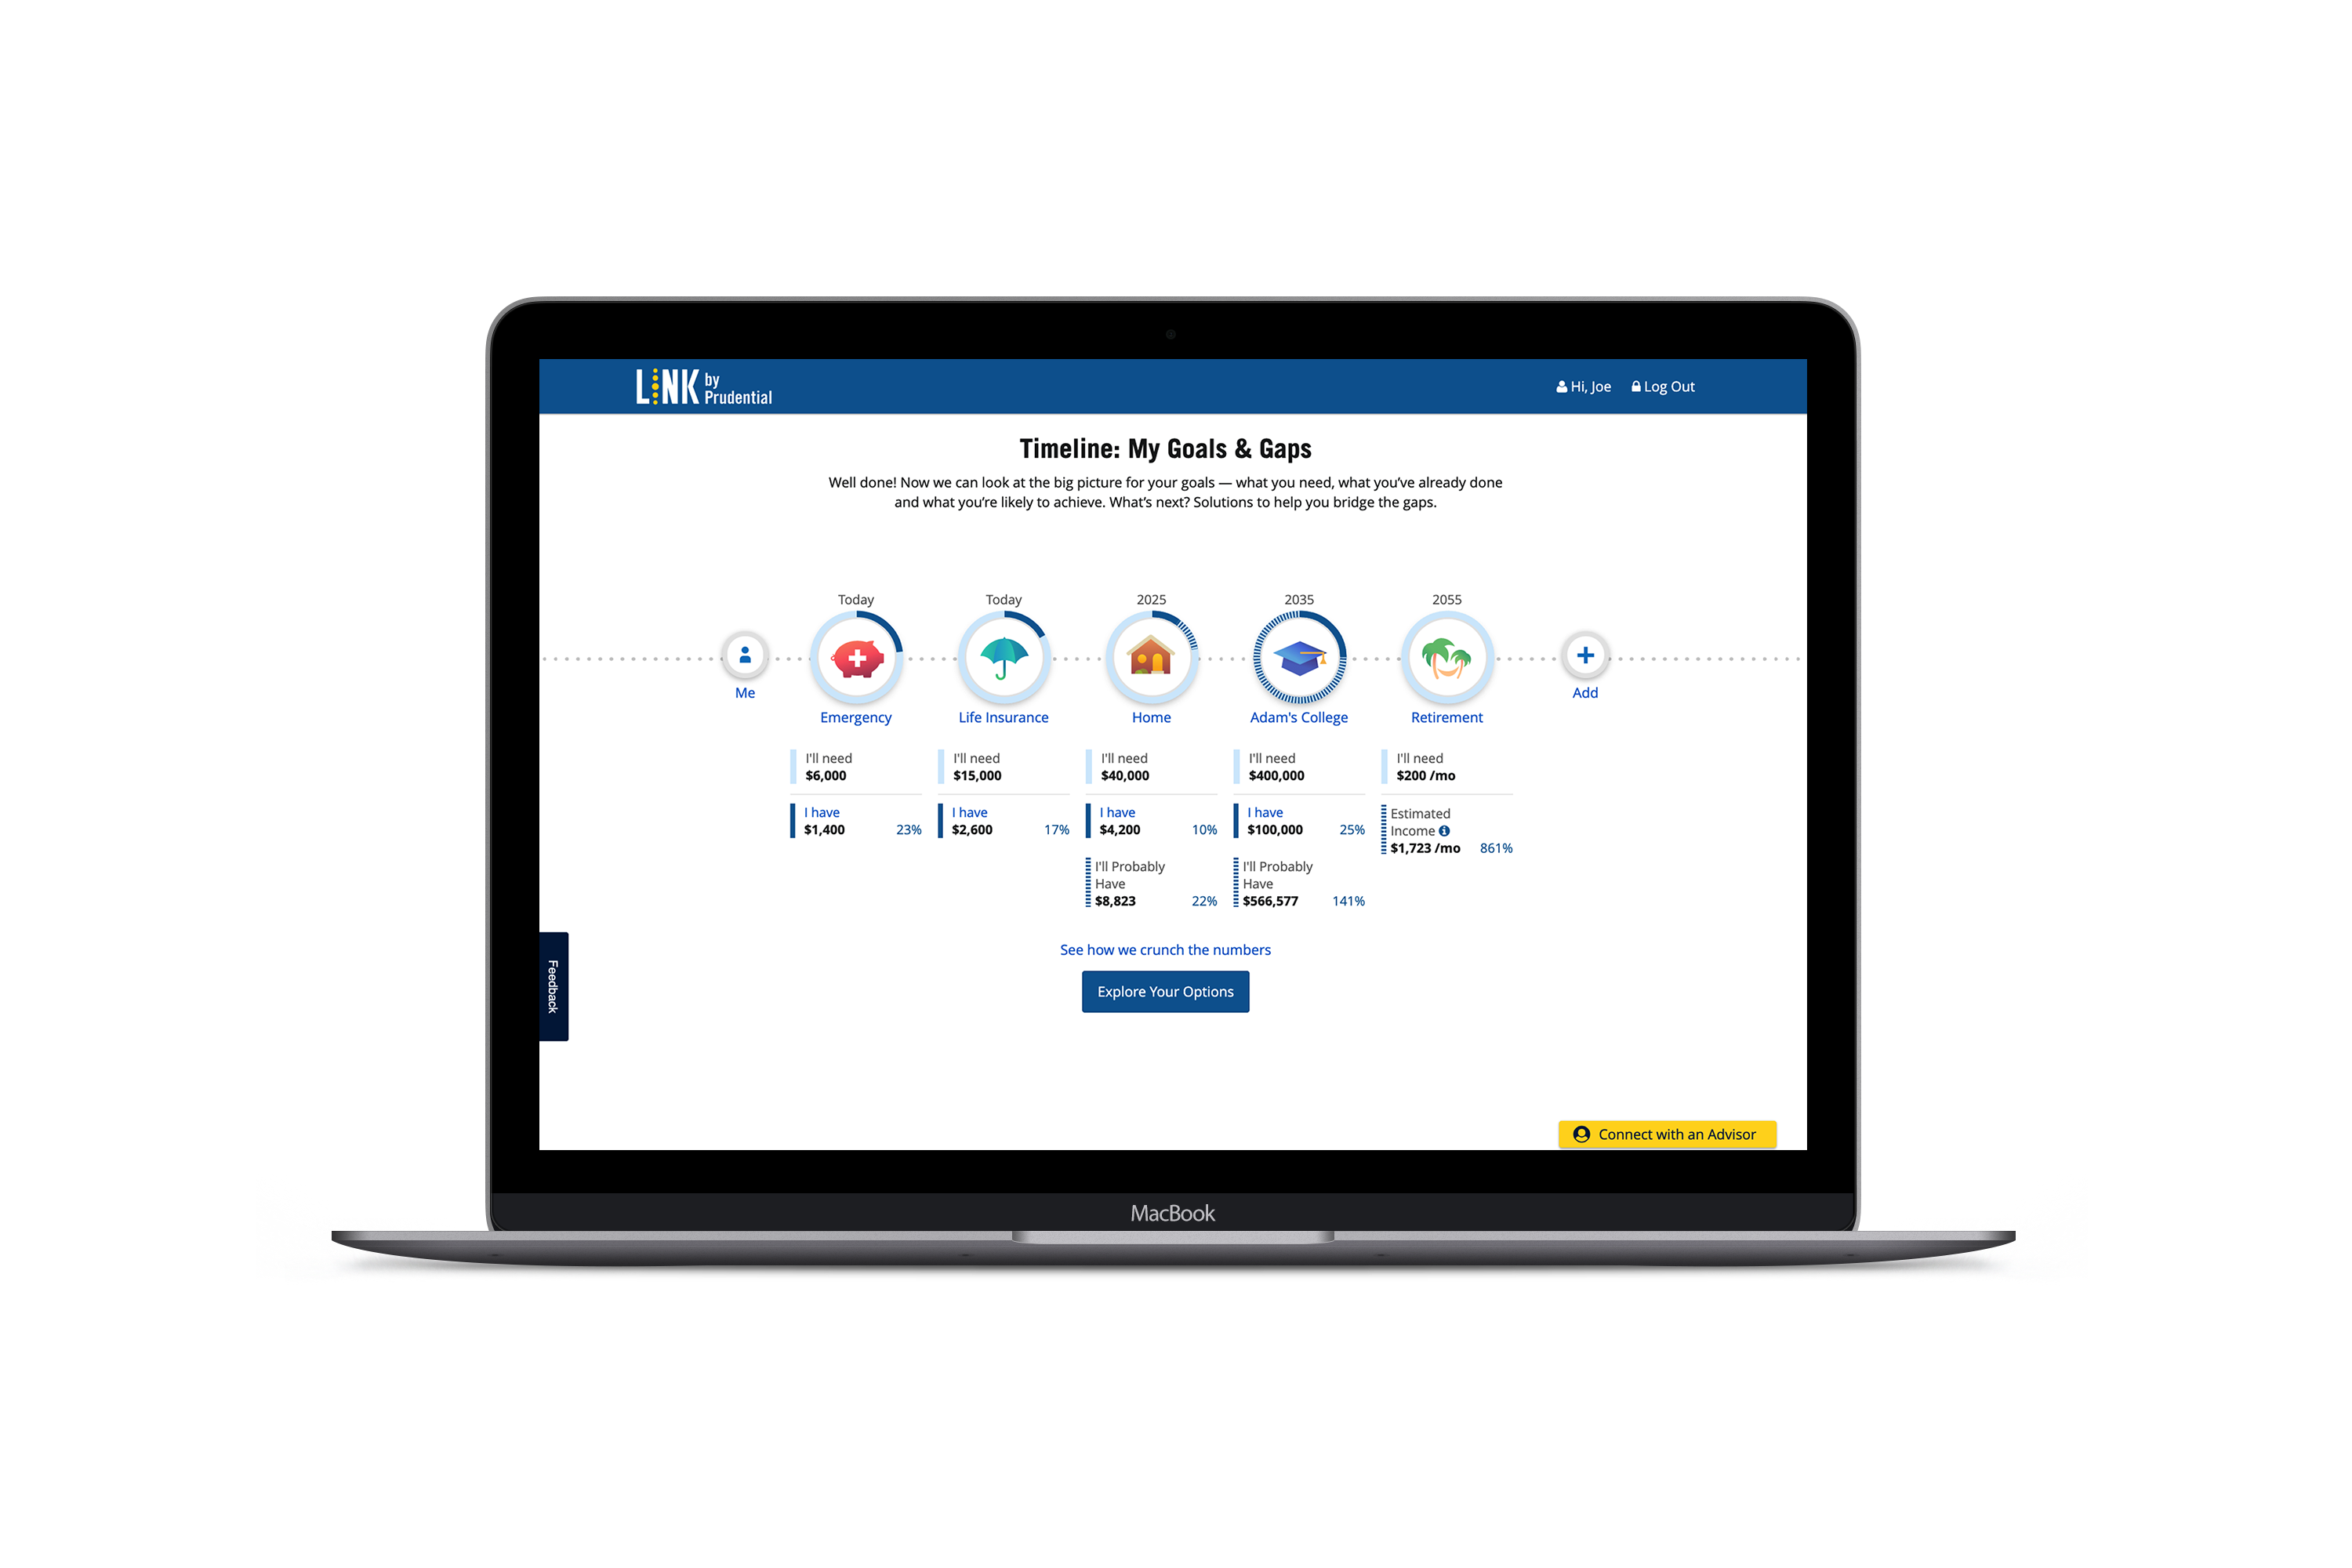 LINK by Prudential
Hi, Joe
Log Out
Timeline: My Goals & Gaps
Well done! Now we can look at the big picture for your goals — what you need, what you've already done
and what you're likely to achieve. What's next? Solutions to help you bridge the gaps.
Me
Today
Emergency
I'll need
$6,000
I have
$1,400 23%
Today
Life Insurance
I'll need
$15,000
I have
$2,600 17%
2025
Home
I'll need
$40,000
I have
$4,200 10%
I'll Probably
Have
$8,823 22%
2035
Adam's College
I'll need
$400,000
I have
$100,000 25%
I'll Probably
Have
$566,577 141%
2055
Retirement
I'll need
$200 /mo
Estimated
Income
$1,723 /mo 861%
Add
See how we crunch the numbers
Explore Your Options
Feedback
Connect with an Advisor
MacBook